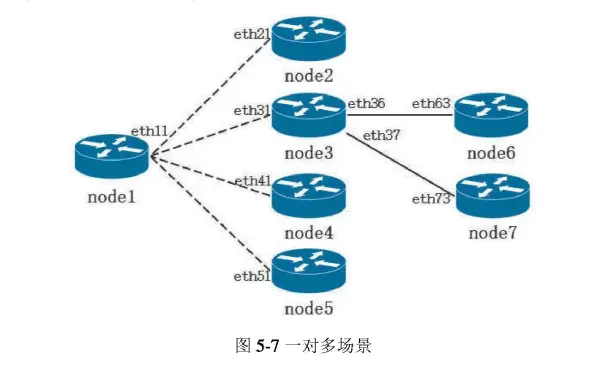 eth21
node2
eth11
eth31
eth36
eth63
eth37
node1
node3
node6
eth41
eth73
node4
node7
eth51
node5
图 5-7 一对多场景